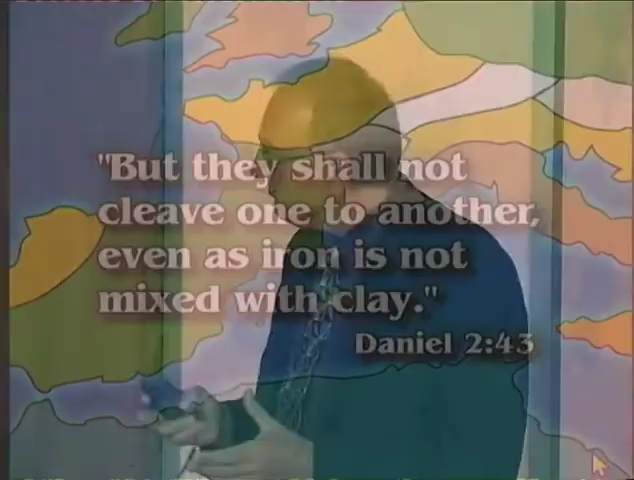 "But they shall not
cleave one to another,
even as iron is not
mixed with clay."
Daniel 2:43